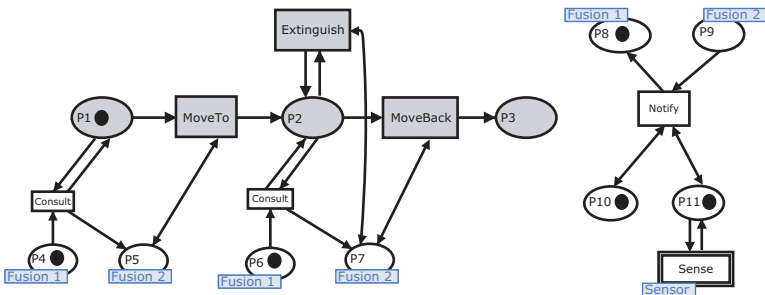 Fusion 1
Fusion 2
Extinguish
P8
P9
P1
MoveTo
P2
MoveBack
P3
Notify
Consult
Consult
P10
P11
P4
P5
P6
P7
Fusion 1
Fusion 2
Fusion 1
Fusion 2
Sense
Sensor